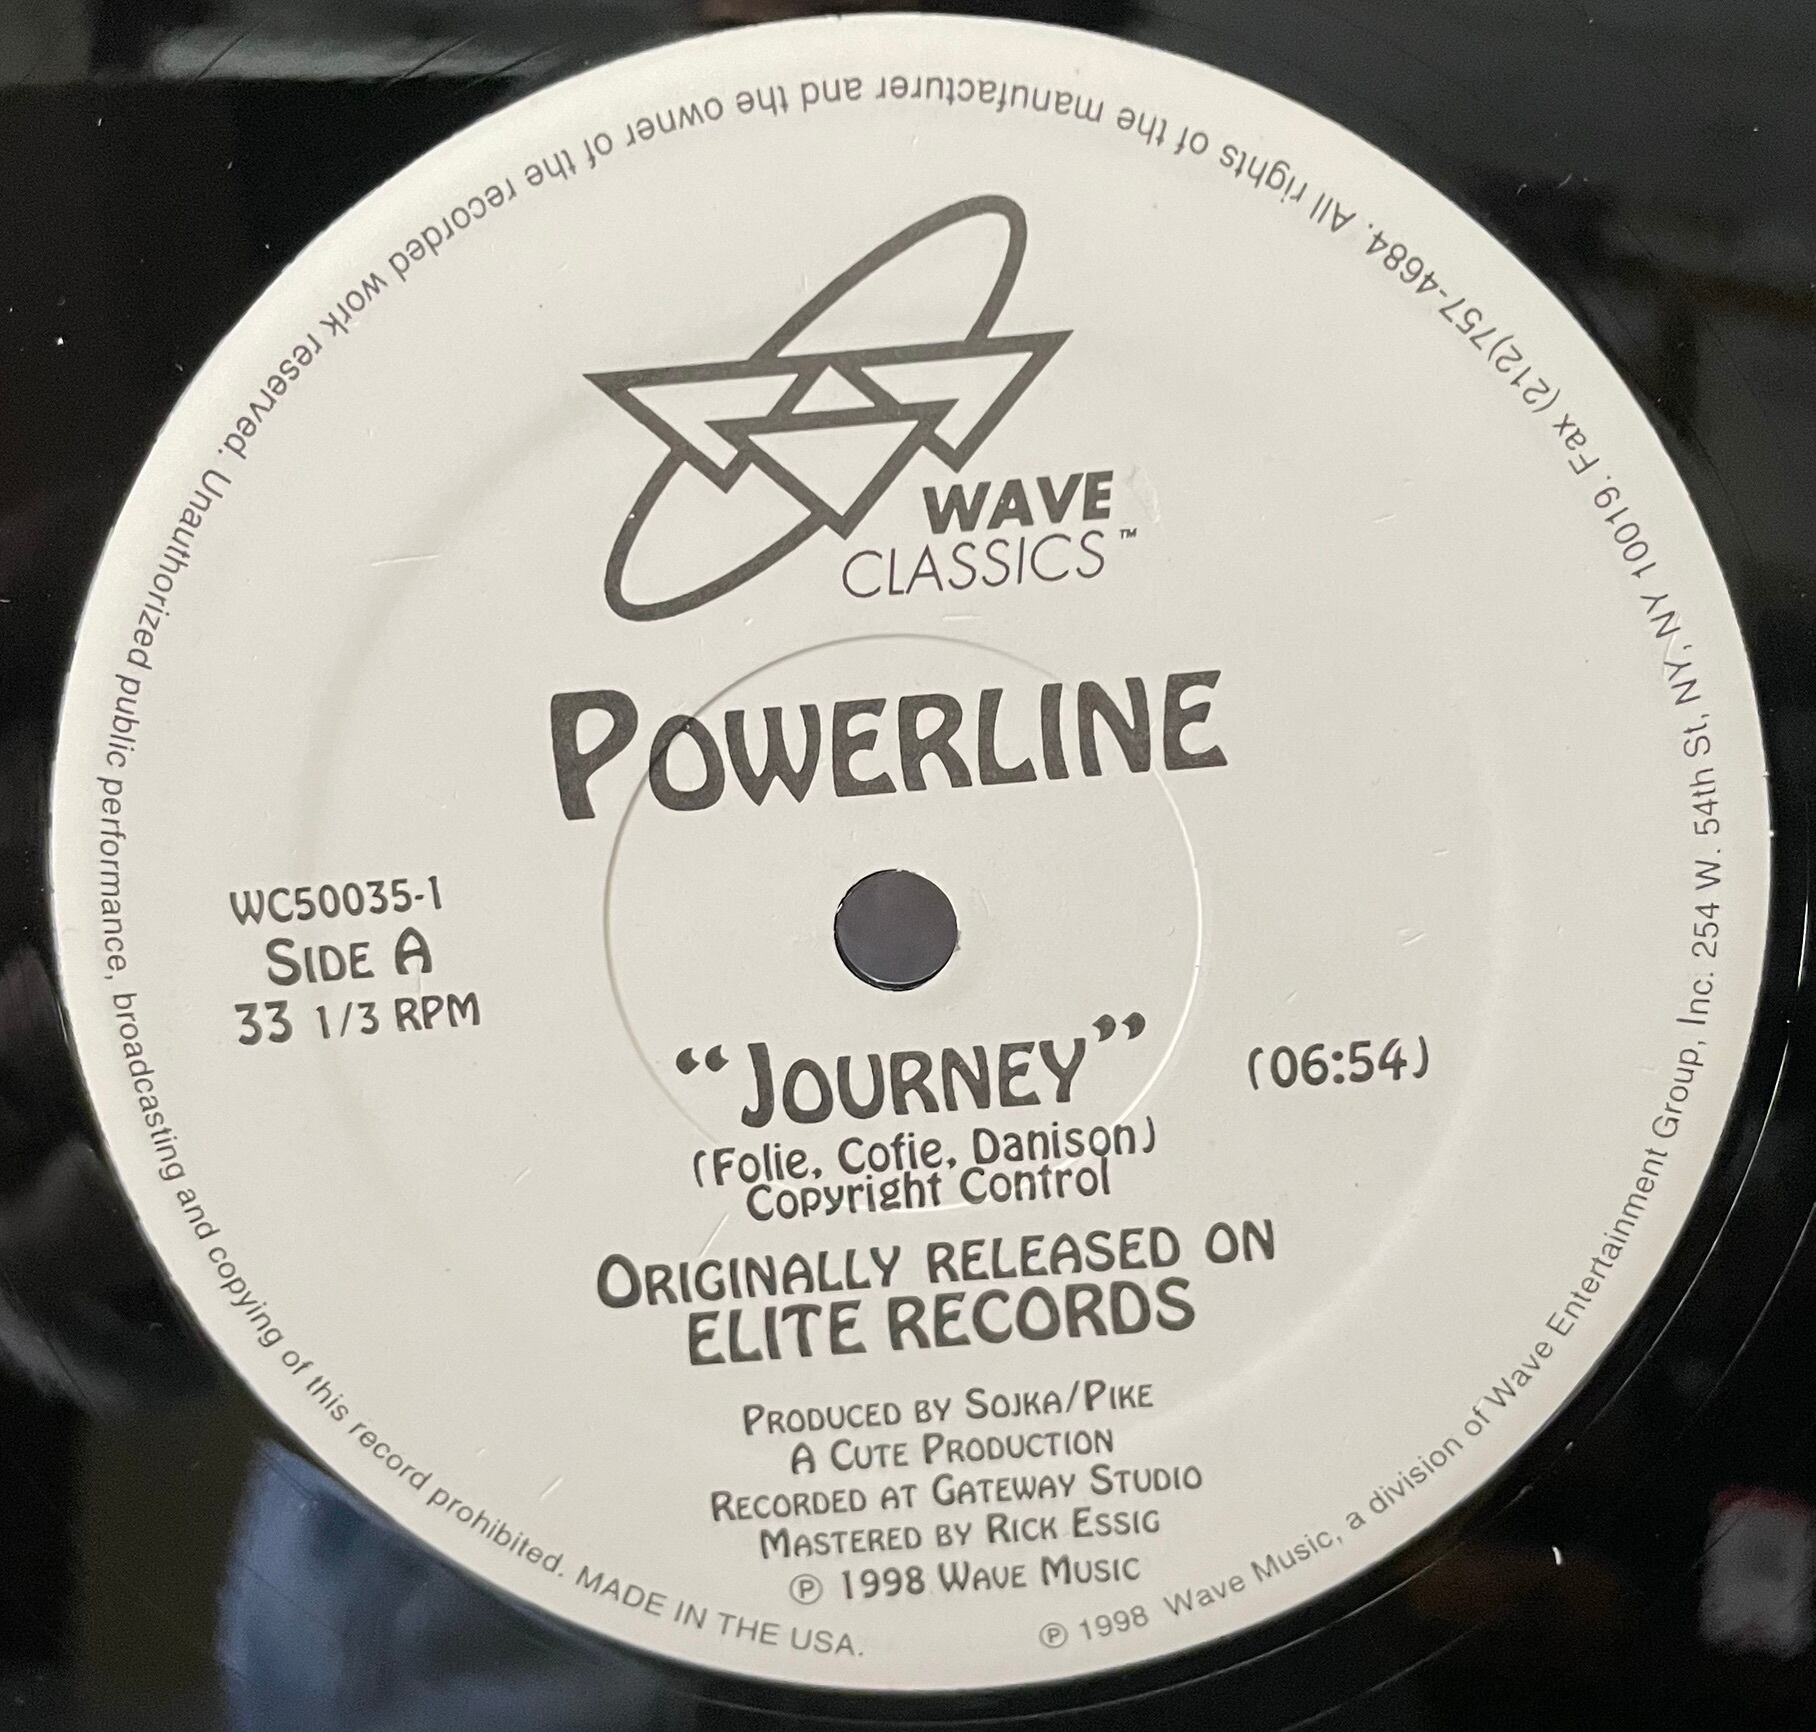 WAVE
CLASSICS™
POWERLINE
WC50035-1
SIDE A
33 1/3 RPM
“JOURNEY”
(06:54)
(Folie, Cofie, Danison)
Copyright Control
ORIGINALLY RELEASED ON
ELITE RECORDS
PRODUCED BY SOJKA/PIKE
A CUTE PRODUCTION
RECORDED AT GATEWAY STUDIO
MASTERED BY RICK ESSIG
℗ 1998 WAVE MUSIC
℗ 1998 Wave Music, a division of Wave Entertainment Group, Inc. 254 W. 54th St, NY, NY 10019. Fax (212)757-4684. All rights of the manufacturer and the owner of the recorded work reserved. Unauthorized public performance, broadcasting and copying of this record prohibited. MADE IN THE USA.